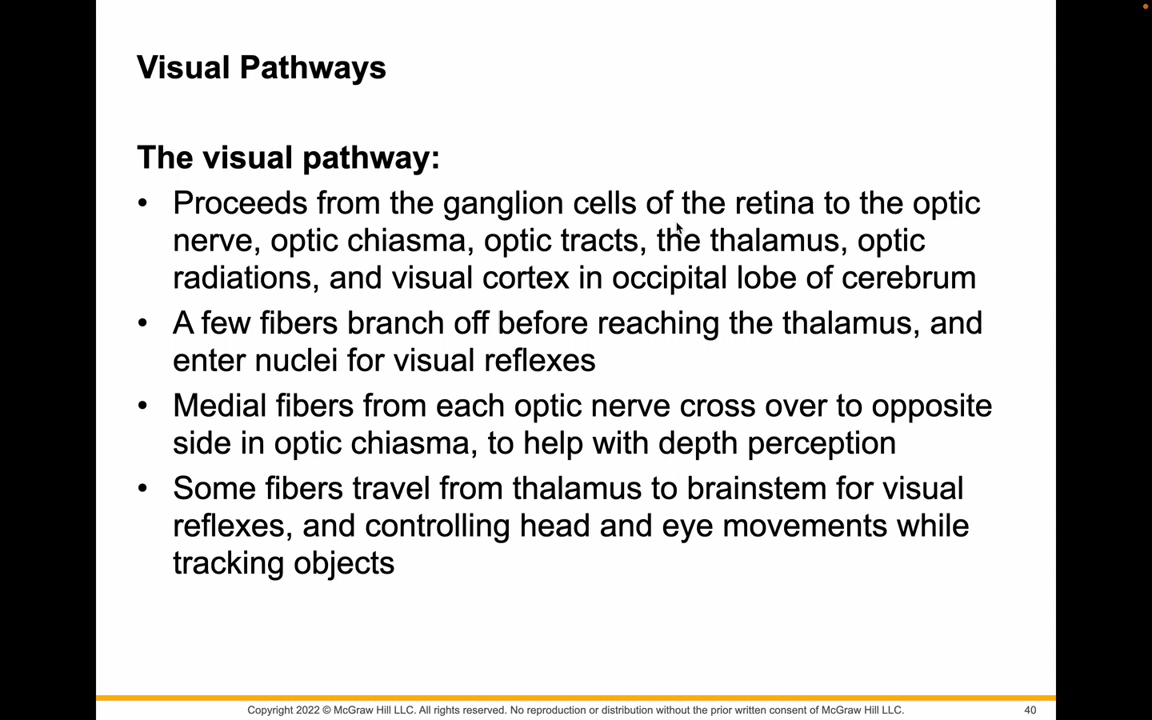 Visual Pathways
The visual pathway:
• Proceeds from the ganglion cells of the retina to the optic
nerve, optic chiasma, optic tracts, the thalamus, optic
radiations, and visual cortex in occipital lobe of cerebrum
• A few fibers branch off before reaching the thalamus, and
enter nuclei for visual reflexes
• Medial fibers from each optic nerve cross over to opposite
side in optic chiasma, to help with depth perception
• Some fibers travel from thalamus to brainstem for visual
reflexes, and controlling head and eye movements while
tracking objects
Copyright 2022 © McGraw Hill LLC. All rights reserved. No reproduction or distribution without the prior written consent of McGraw Hill LLC.
40